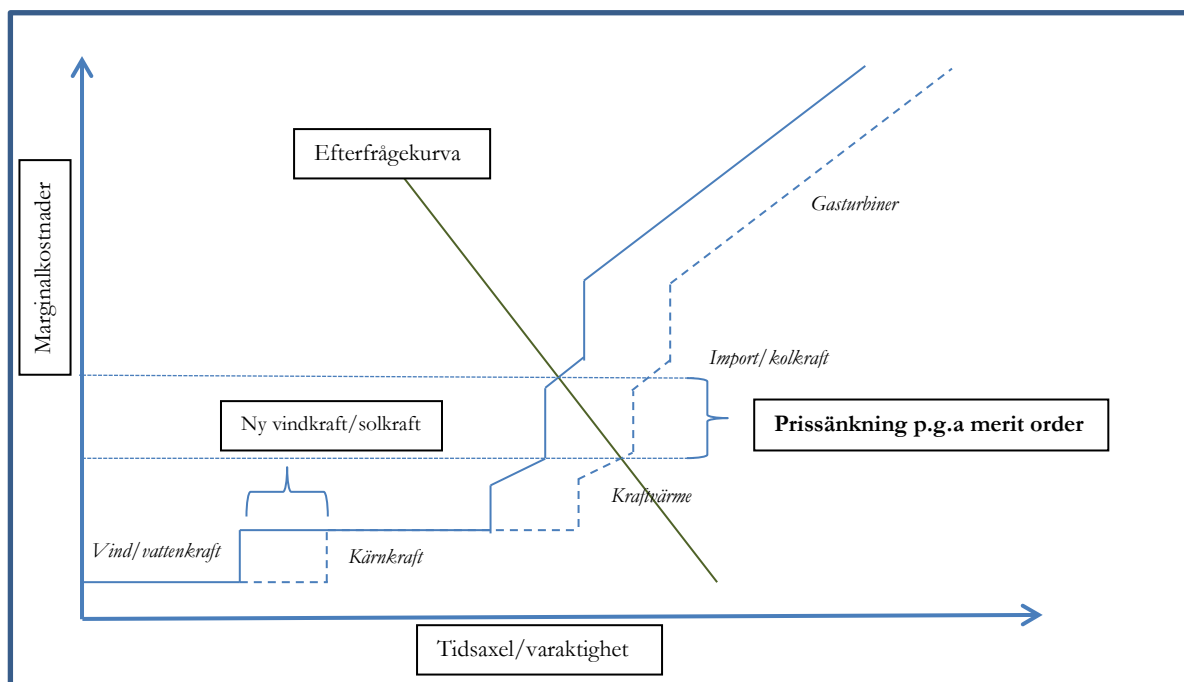 Efterfrågekurva
Marginalkostnader
Gasturbiner
Import/kolkraft
Ny vindkraft/solkraft
Prissänkning p.g.a merit order
Kraftvärme
Vind/vattenkraft
Kärnkraft
Tidsaxel/varaktighet